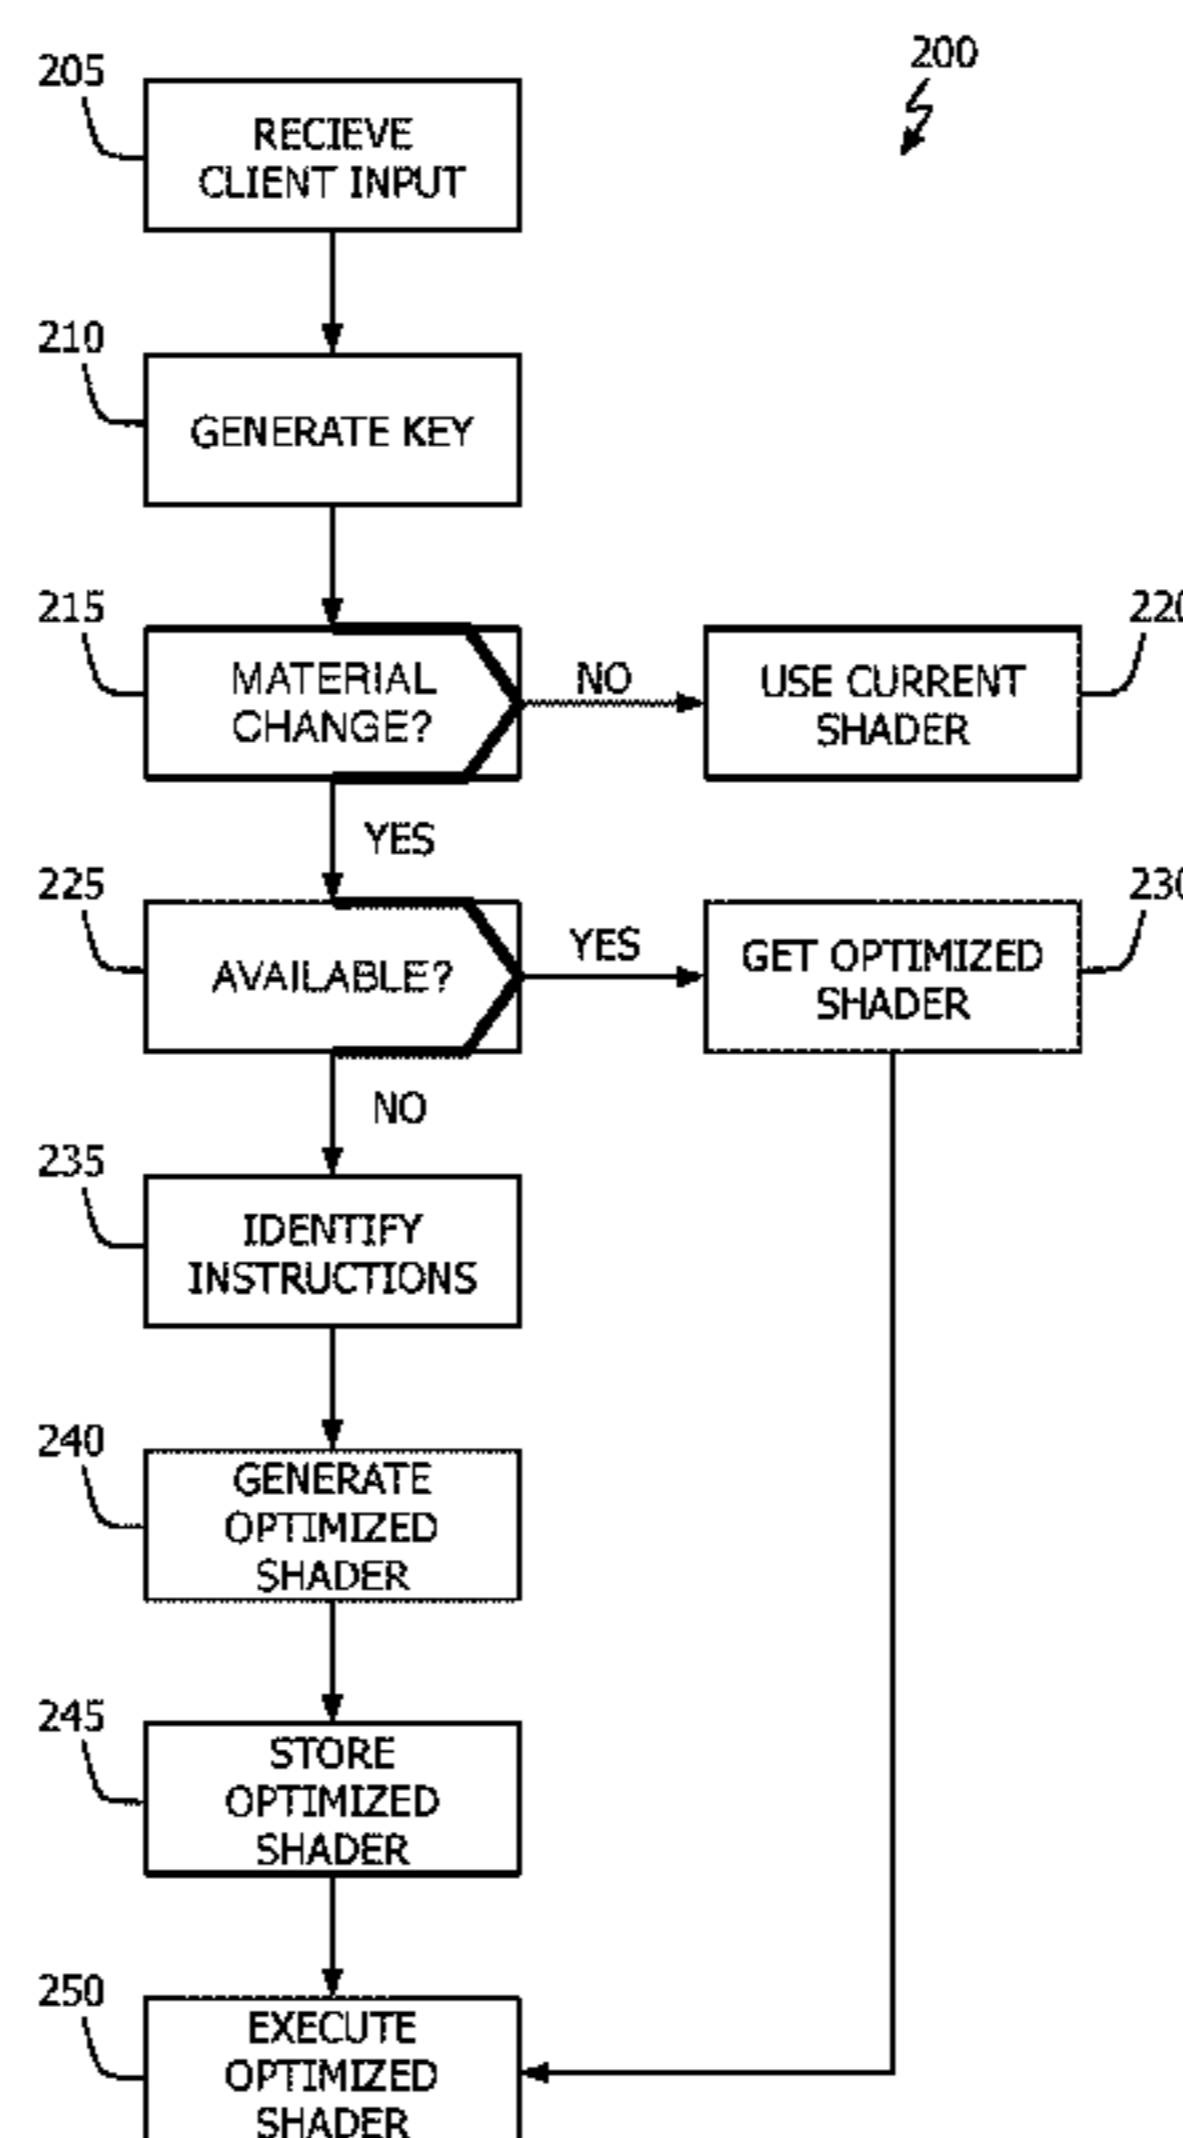 200
205
RECIEVE
CLIENT INPUT
210
GENERATE KEY
215
MATERIAL
CHANGE?
NO
USE CURRENT
SHADER
220
YES
225
AVAILABLE?
YES
GET OPTIMIZED
SHADER
230
NO
235
IDENTIFY
INSTRUCTIONS
240
GENERATE
OPTIMIZED
SHADER
245
STORE
OPTIMIZED
SHADER
250
EXECUTE
OPTIMIZED
SHADER